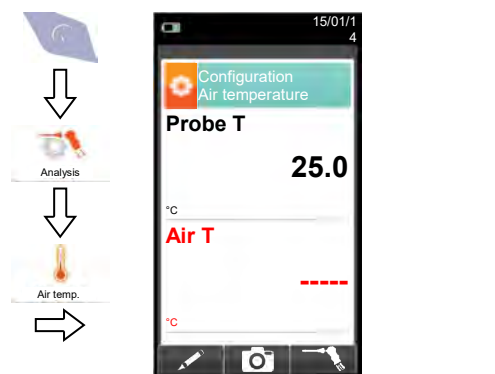 15/01/1
4
Configuration
Air temperature
Probe T
25.0
°C
Air T
-----
°C
Analysis
Air temp.